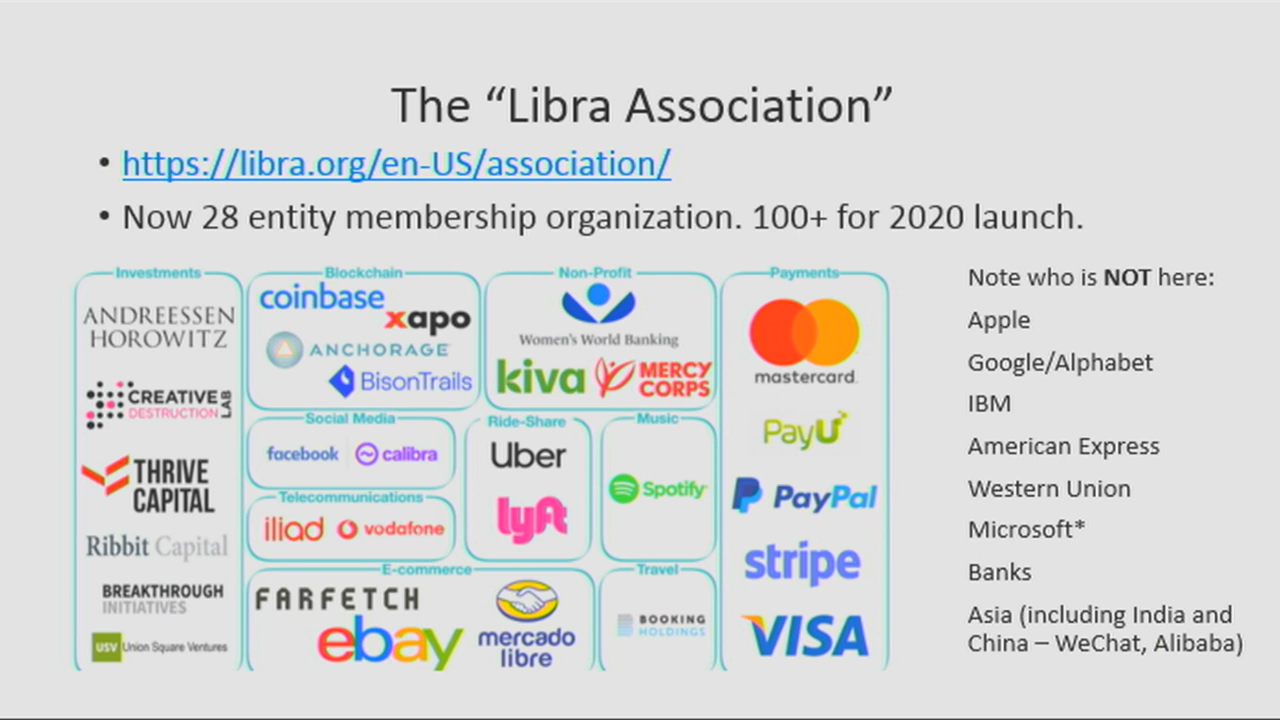 The “Libra Association”
• https://libra.org/en-US/association/
• Now 28 entity membership organization. 100+ for 2020 launch.
Investments
ANDREESSEN
HOROWITZ
CREATIVE
DESTRUCTION
LAB
THRIVE
CAPITAL
Ribbit Capital
BREAKTHROUGH
INITIATIVES
USV Union Square Ventures
Blockchain
coinbase
xapo
ANCHORAGE
BisonTrails
Non-Profit
Women's World Banking
kiva
MERCY
CORPS
Social Media
facebook
calibra
Telecommunications
iliad
vodafone
Ride-Share
Uber
lyft
Music
Spotify
E-commerce
FARFETCH
ebay
mercado
libre
Travel
BOOKING
HOLDINGS
Payments
mastercard.
PayU
PayPal
stripe
VISA
Note who is NOT here:
Apple
Google/Alphabet
IBM
American Express
Western Union
Microsoft*
Banks
Asia (including India and
China – WeChat, Alibaba)